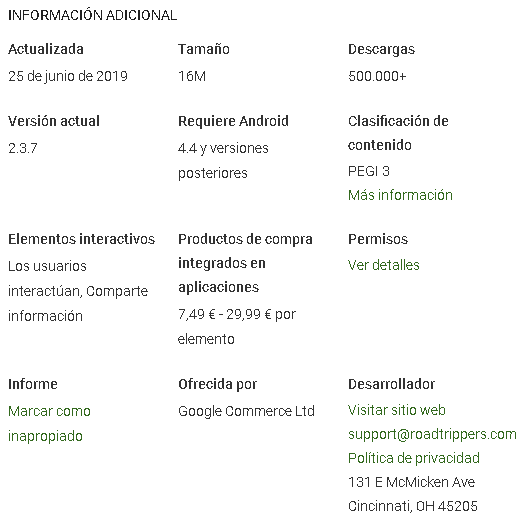 INFORMACIÓN ADICIONAL
Actualizada
25 de junio de 2019
Tamaño
16M
Descargas
500.000+
Versión actual
2.3.7
Requiere Android
4.4 y versiones
posteriores
Clasificación de
contenido
PEGI 3
Más información
Elementos interactivos
Los usuarios
interactúan, Comparte
información
Productos de compra
integrados en
aplicaciones
7,49 € - 29,99 € por
elemento
Permisos
Ver detalles
Informe
Marcar como
inapropiado
Ofrecida por
Google Commerce Ltd
Desarrollador
Visitar sitio web
support@roadtrippers.com
Política de privacidad
131 E McMicken Ave
Cincinnati, OH 45205